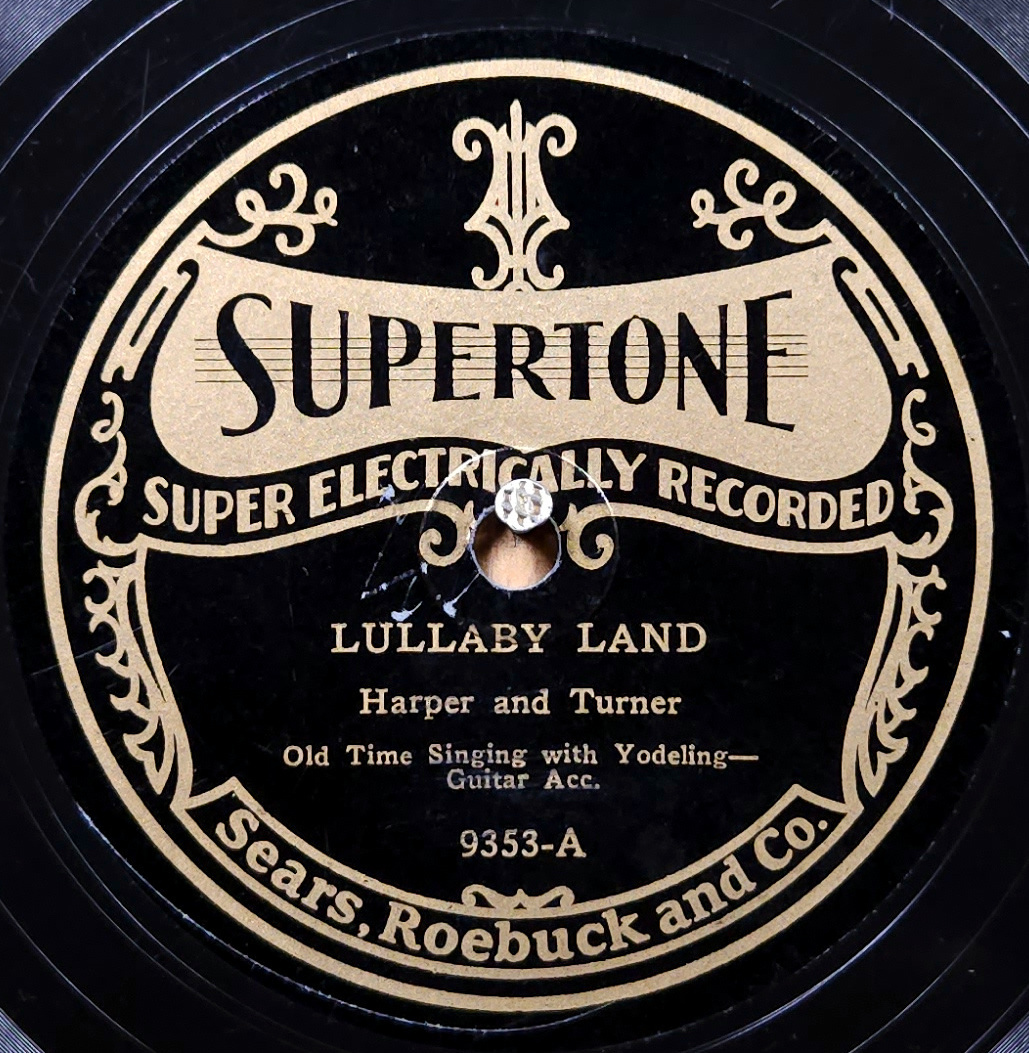 SUPERTONE
SUPER ELECTRICALLY RECORDED
LULLABY LAND
Harper and Turner
Old Time Singing with Yodeling—
Guitar Acc.
9353-A
Sears, Roebuck and Co.